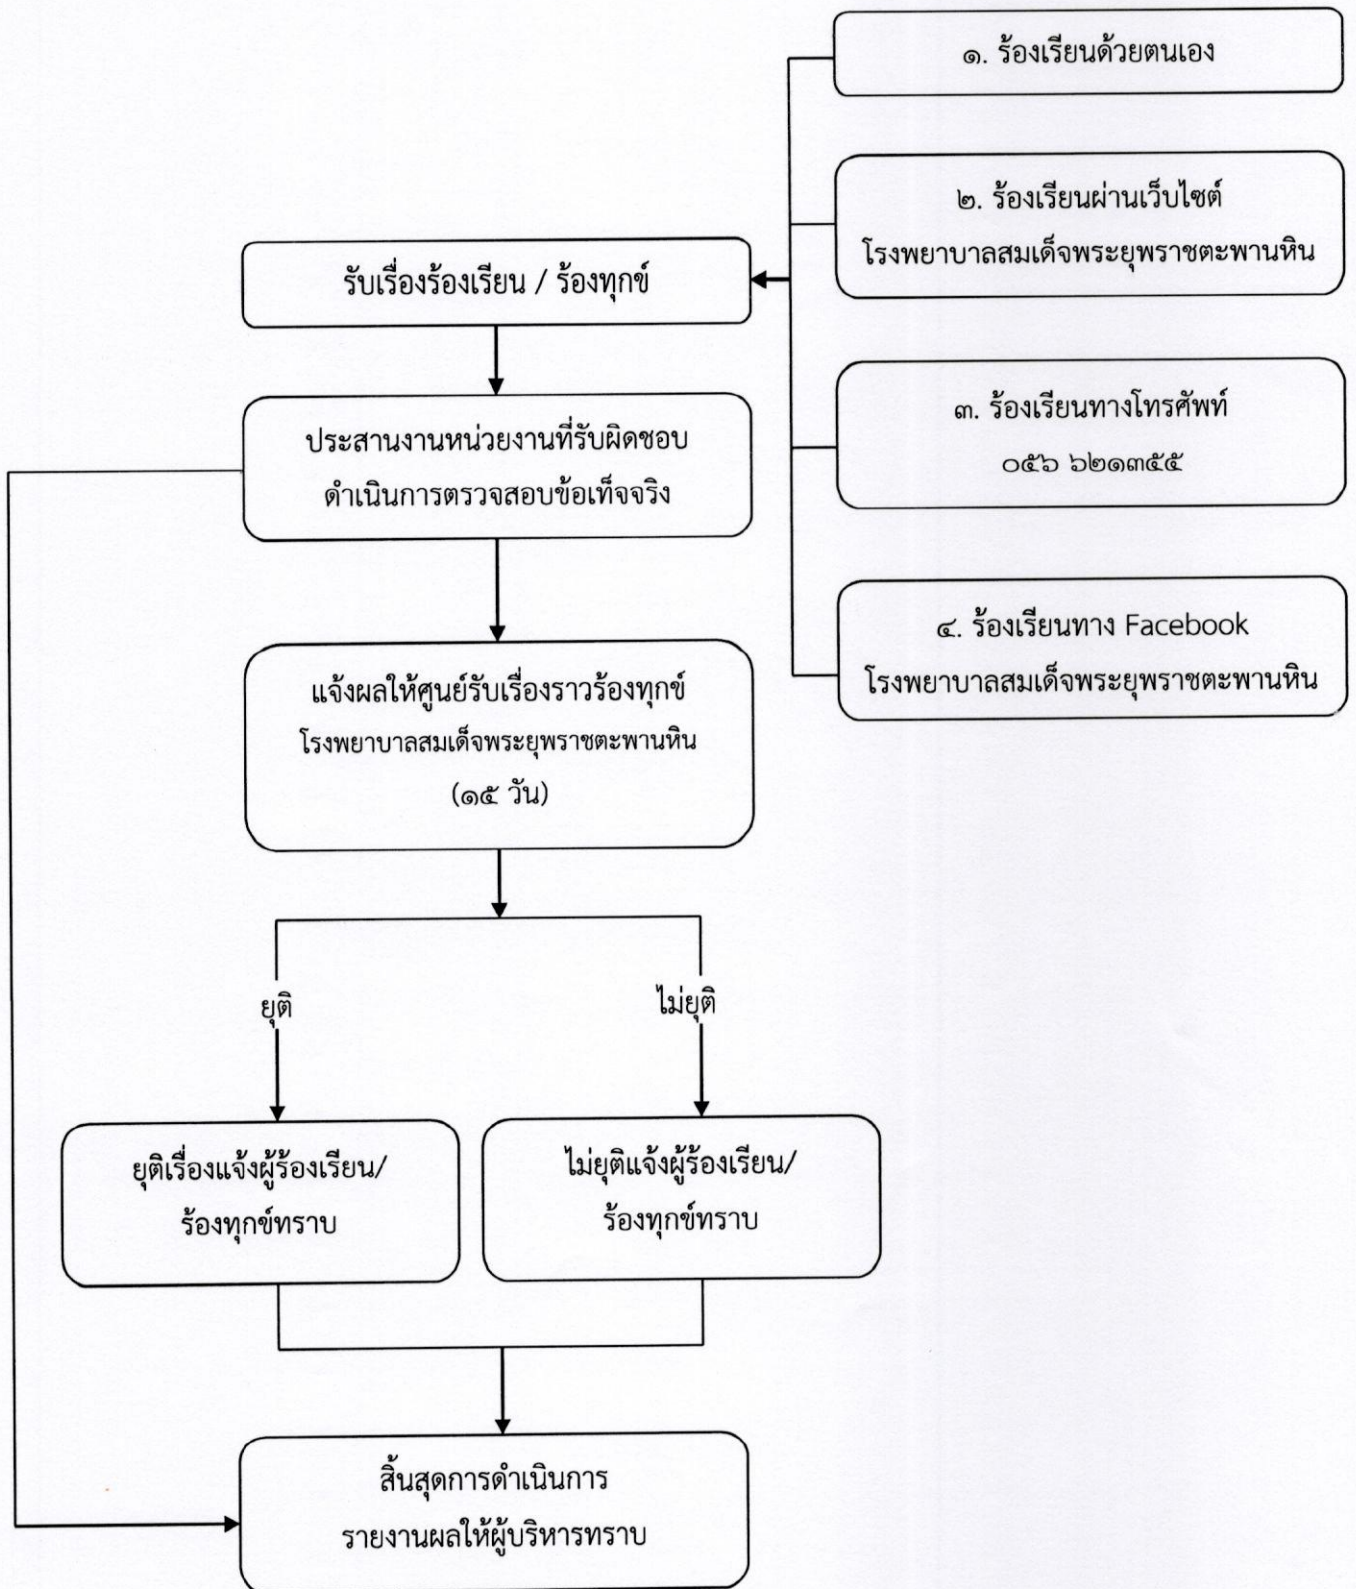 ๑. ร้องเรียนด้วยตนเอง
๒. ร้องเรียนผ่านเว็บไซต์
โรงพยาบาลสมเด็จพระยุพราชตะพานหิน
รับเรื่องร้องเรียน / ร้องทุกข์
๓. ร้องเรียนทางโทรศัพท์
๐๕๖ ๖๒๑๓๕๕
ประสานงานหน่วยงานที่รับผิดชอบ
ดำเนินการตรวจสอบข้อเท็จจริง
๔. ร้องเรียนทาง Facebook
โรงพยาบาลสมเด็จพระยุพราชตะพานหิน
แจ้งผลให้ศูนย์รับเรื่องราวร้องทุกข์
โรงพยาบาลสมเด็จพระยุพราชตะพานหิน
(๑๕ วัน)
ยุติ
ไม่ยุติ
ยุติเรื่องแจ้งผู้ร้องเรียน/
ร้องทุกข์ทราบ
ไม่ยุติแจ้งผู้ร้องเรียน/
ร้องทุกข์ทราบ
สิ้นสุดการดำเนินการ
รายงานผลให้ผู้บริหารทราบ